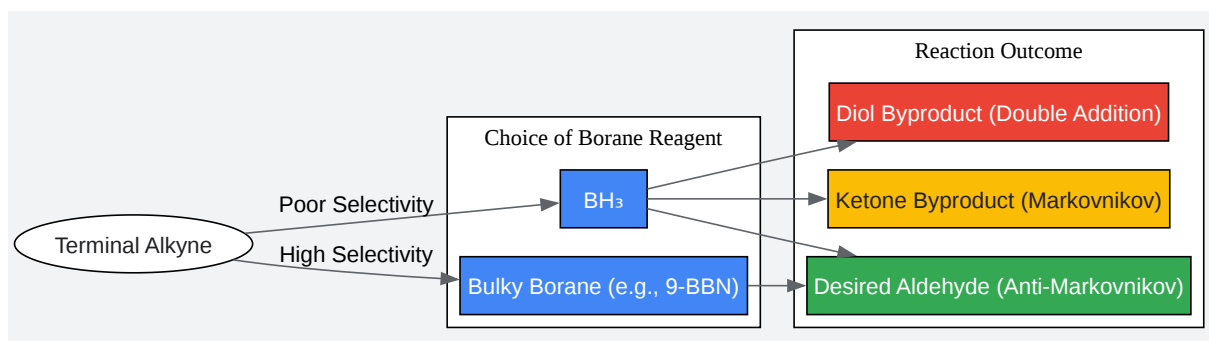 Reaction Outcome
Diol Byproduct (Double Addition)
Choice of Borane Reagent
Poor Selectivity
BH₃
Ketone Byproduct (Markovnikov)
Terminal Alkyne
High Selectivity
Bulky Borane (e.g., 9-BBN)
Desired Aldehyde (Anti-Markovnikov)